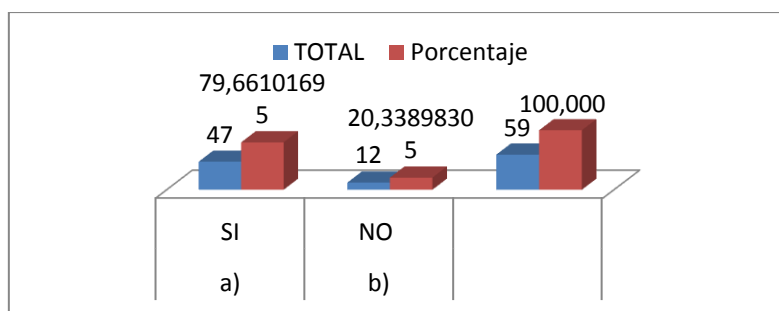 TOTAL Porcentaje
79,6610169
5
47
20,3389830
5
12
100,000
59
SI NO
a) b)